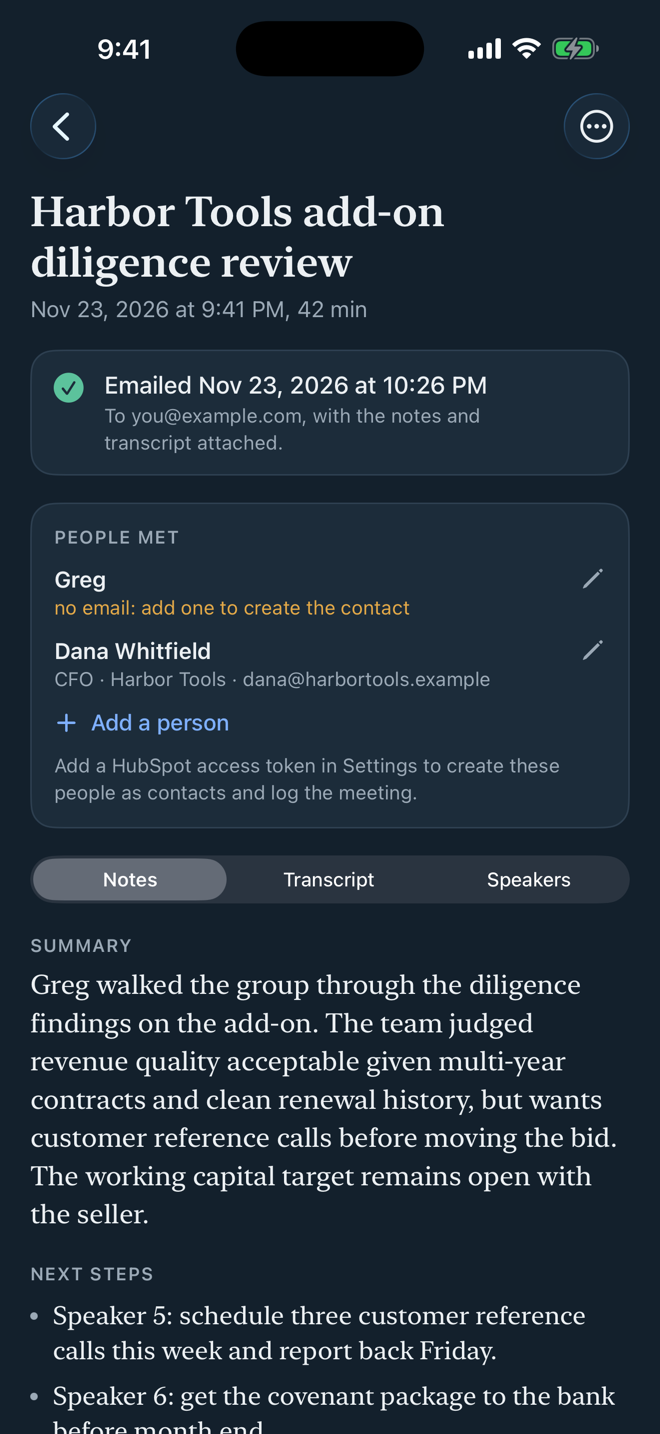 9:41
Harbor Tools add-on
diligence review
Nov 23, 2026 at 9:41 PM, 42 min
Emailed Nov 23, 2026 at 10:26 PM
To you@example.com, with the notes and
transcript attached.
PEOPLE MET
Greg
no email: add one to create the contact
Dana Whitfield
CFO · Harbor Tools · dana@harbortools.example
+ Add a person
Add a HubSpot access token in Settings to create these
people as contacts and log the meeting.
Notes Transcript Speakers
SUMMARY
Greg walked the group through the diligence
findings on the add-on. The team judged
revenue quality acceptable given multi-year
contracts and clean renewal history, but wants
customer reference calls before moving the bid.
The working capital target remains open with
the seller.
NEXT STEPS
• Speaker 5: schedule three customer reference
calls this week and report back Friday.
• Speaker 6: get the covenant package to the bank
before month end